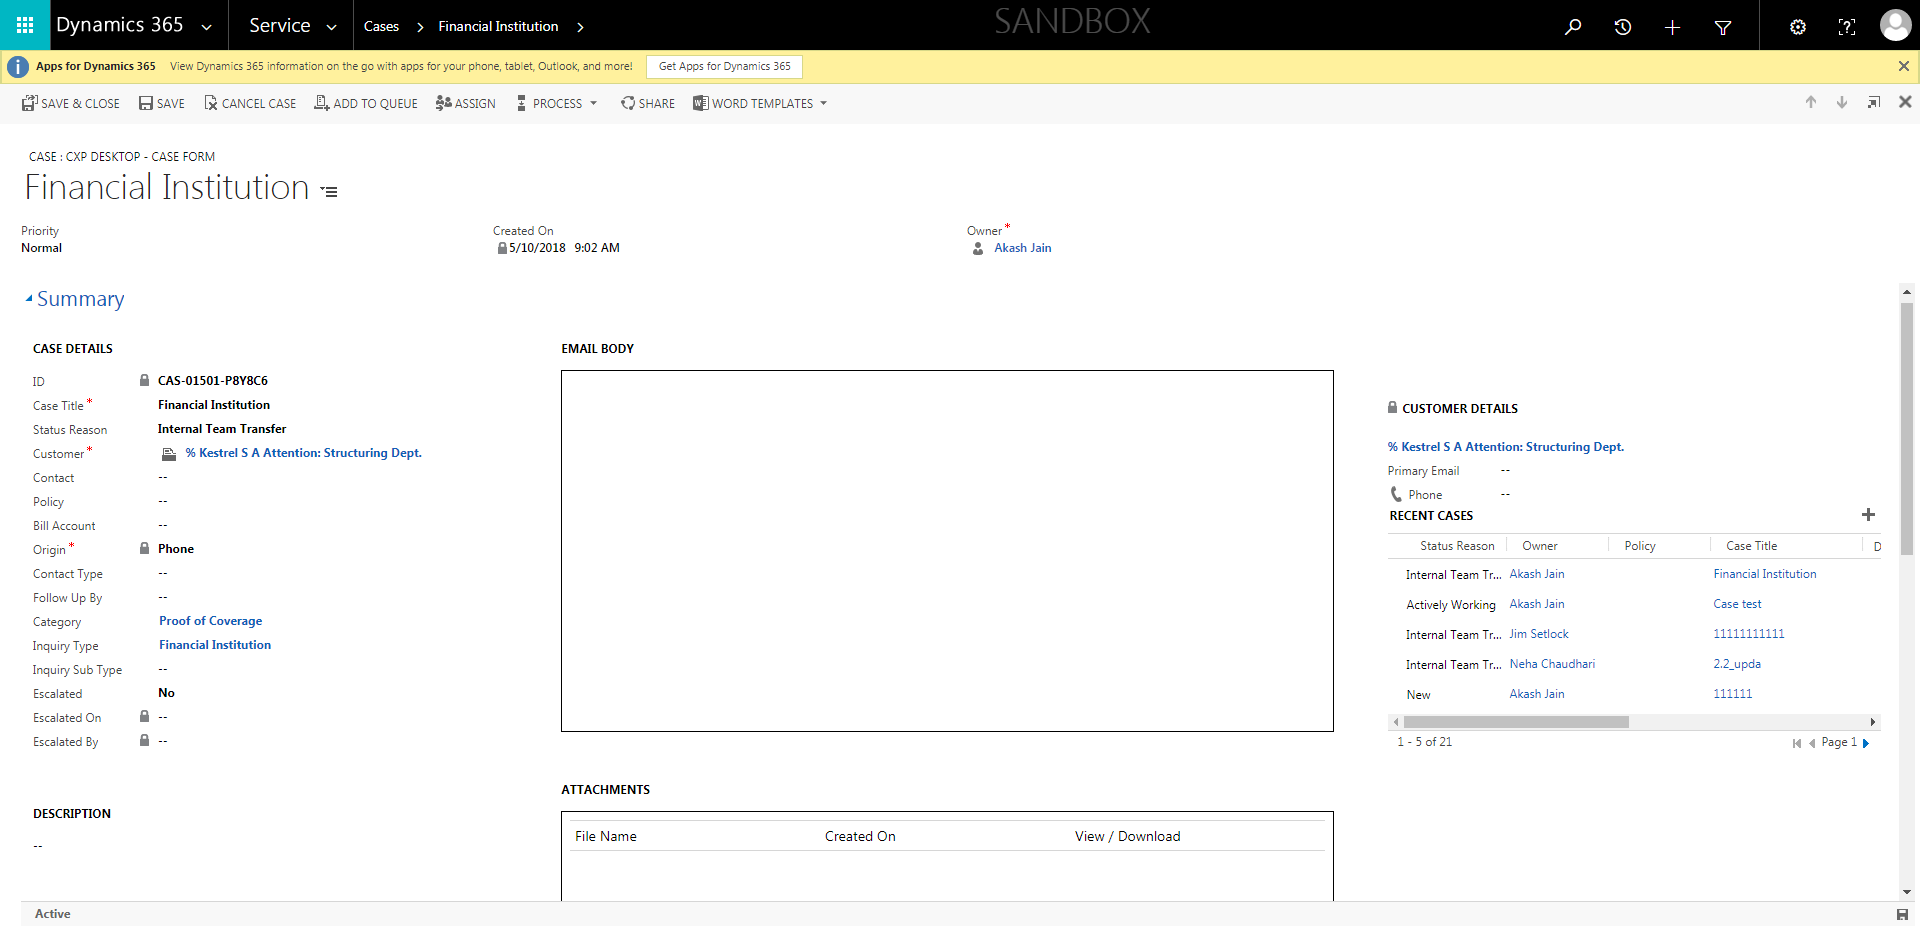 Dynamics 365 Service Cases Financial Institution SANDBOX
Apps for Dynamics 365 View Dynamics 365 information on the go with apps for your phone, tablet, Outlook, and more! Get Apps for Dynamics 365
SAVE & CLOSE SAVE CANCEL CASE ADD TO QUEUE ASSIGN PROCESS SHARE WORD TEMPLATES
CASE : CXP DESKTOP - CASE FORM
Financial Institution
Priority
Normal
Created On
5/10/2018 9:02 AM
Owner*
Akash Jain
Summary
CASE DETAILS
ID CAS-01501-P8Y8C6
Case Title* Financial Institution
Status Reason Internal Team Transfer
Customer* % Kestrel S A Attention: Structuring Dept.
Contact --
Policy --
Bill Account --
Origin* Phone
Contact Type --
Follow Up By --
Category Proof of Coverage
Inquiry Type Financial Institution
Inquiry Sub Type --
Escalated No
Escalated On --
Escalated By --
DESCRIPTION
--
EMAIL BODY
ATTACHMENTS
File Name Created On View / Download
CUSTOMER DETAILS
% Kestrel S A Attention: Structuring Dept.
Primary Email --
Phone --
RECENT CASES
Status Reason Owner Policy Case Title D
Internal Team Tr... Akash Jain Financial Institution
Actively Working Akash Jain Case test
Internal Team Tr... Jim Setlock 11111111111
Internal Team Tr... Neha Chaudhari 2.2_upda
New Akash Jain 111111
1 - 5 of 21 Page 1
Active